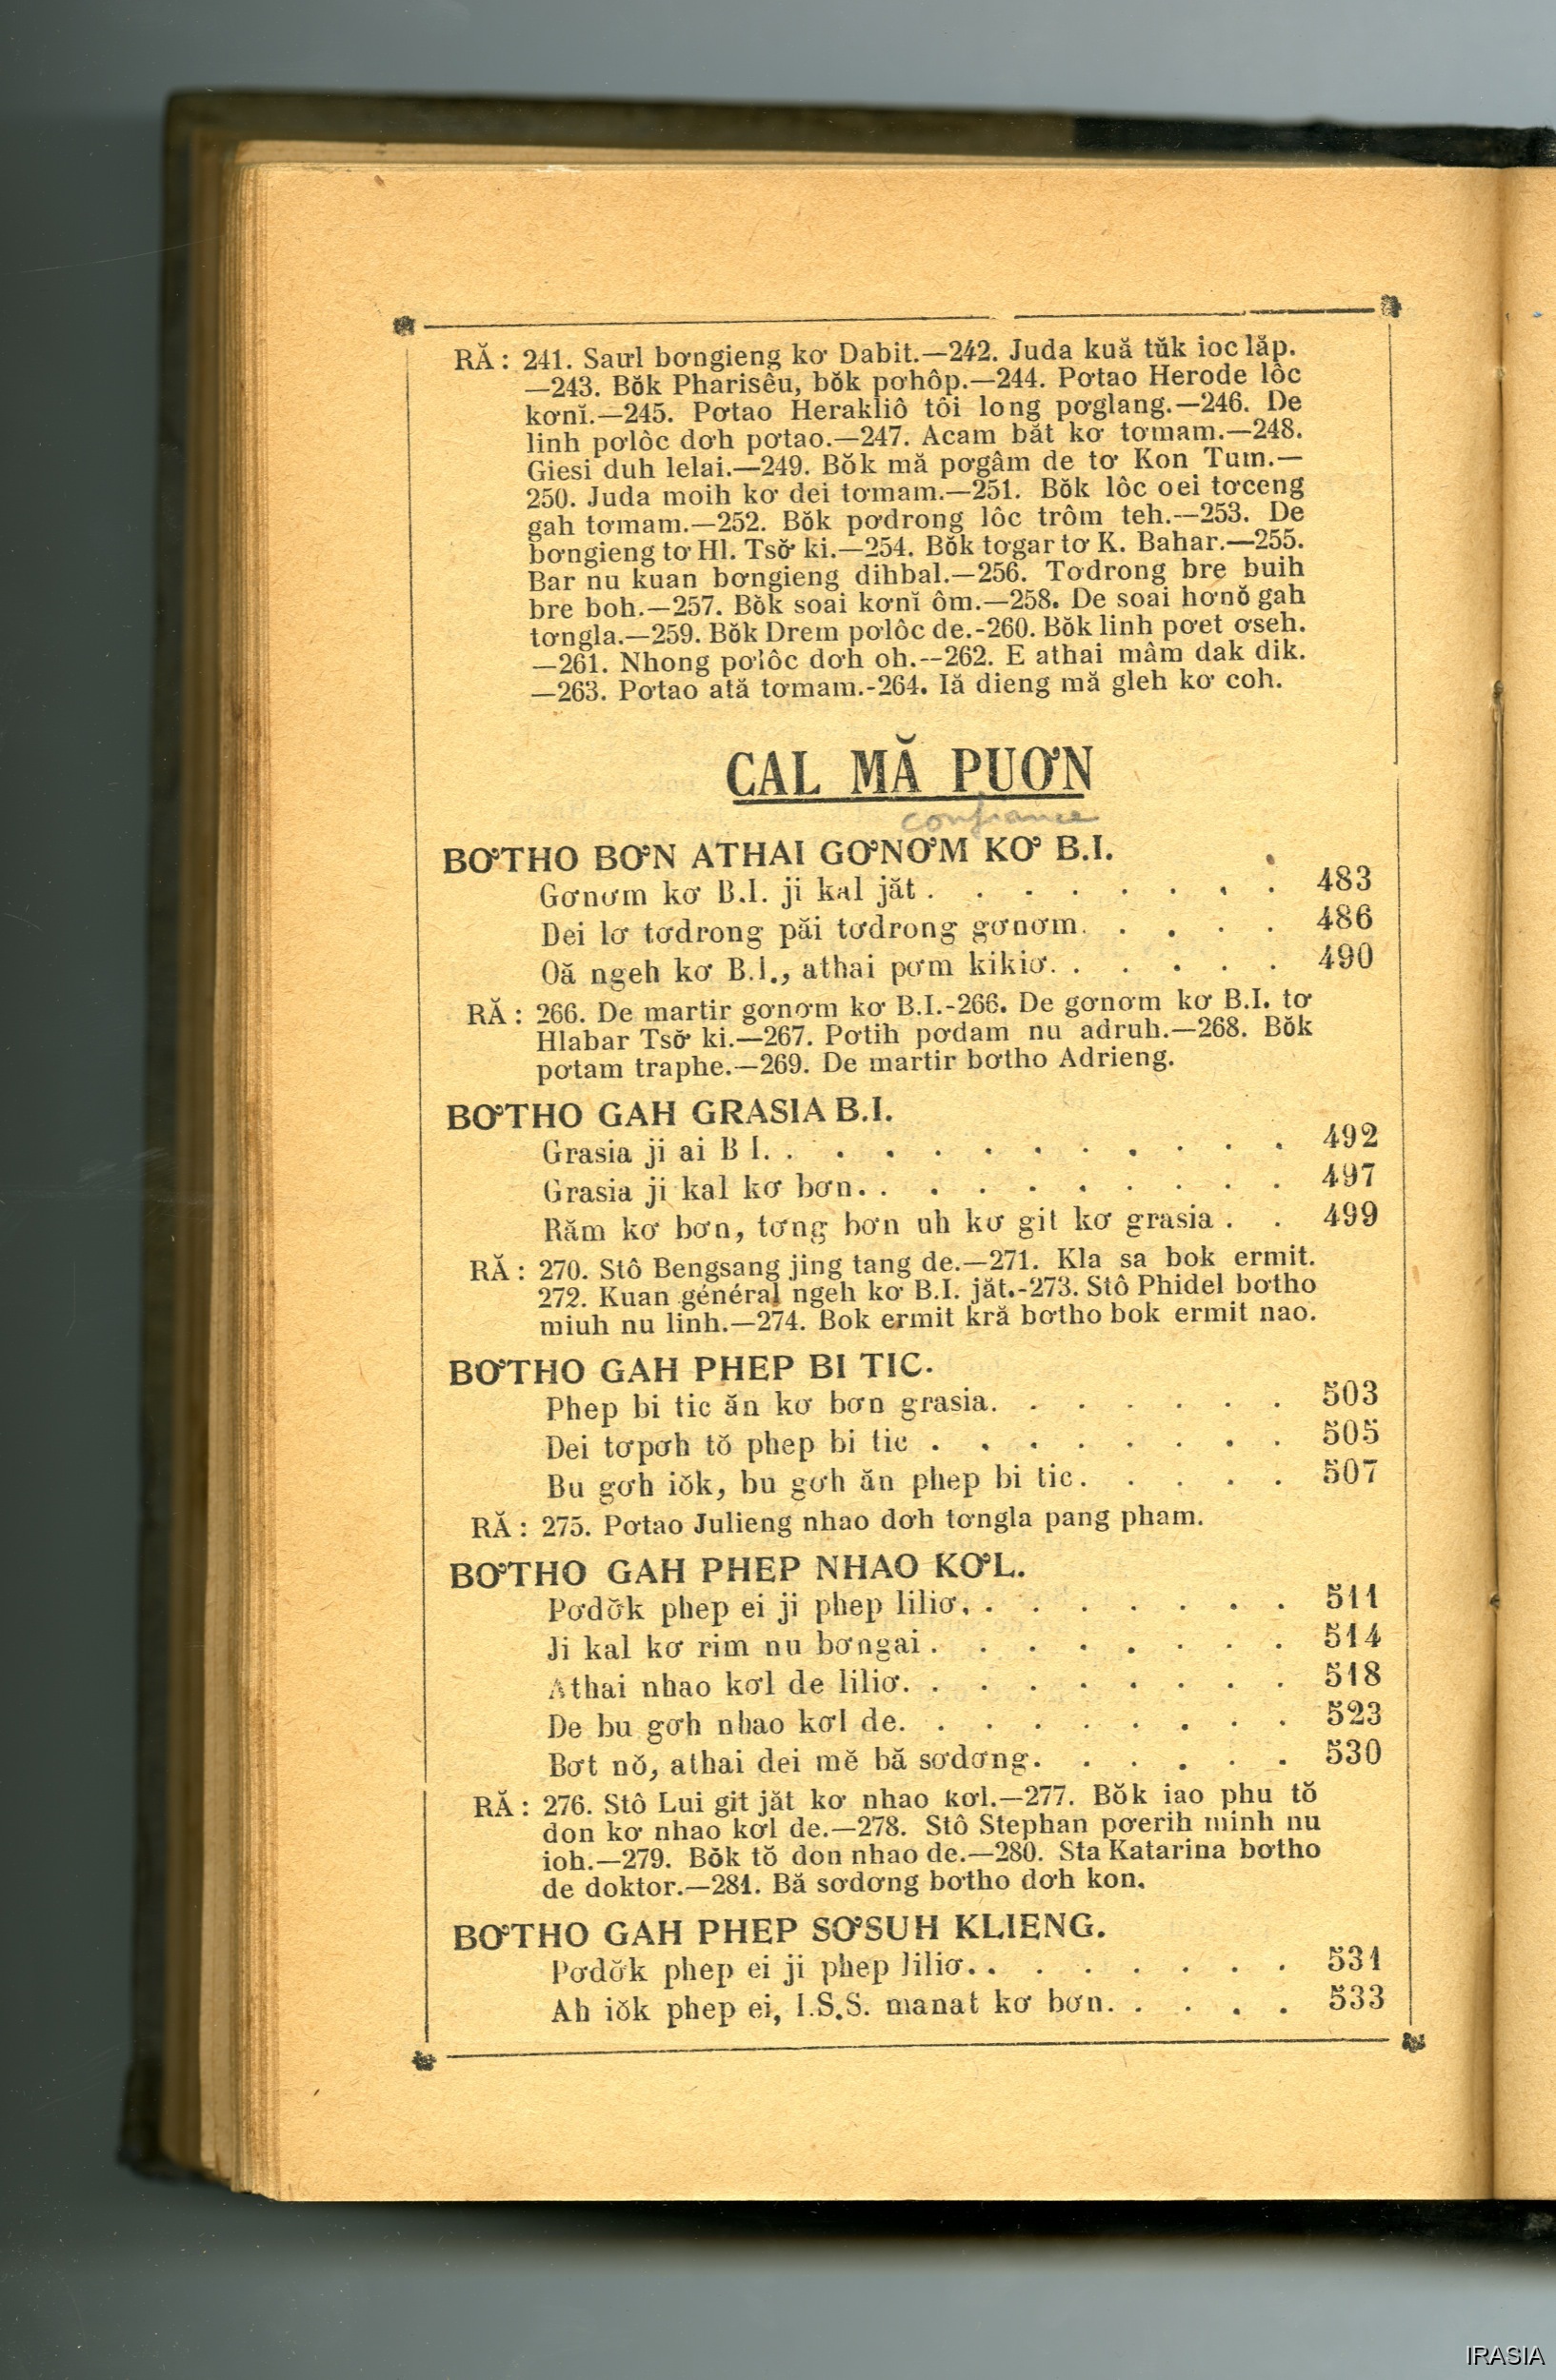 RĂ : 241. Saưl bơngieng kơ Dabit.—242. Juda kuă tŭk ioc lăp.
—243. Bŏk Pharisêu, bŏk pơhôp.—244. Pơtao Herode lôc
kơnĭ.—245. Pơtao Herakliô tôi long pơglang.—246. De
linh pơlôc dơh pơtao.—247. Acam băt kơ tơmam.—248.
Giesi duh lelai.—249. Bŏk mă pơgâm de tơ Kon Tum.—
250. Juda moih kơ dei tơmam.—251. Bŏk lôc oei tơceng
gah tơmam.—252. Bŏk pơdrong lôc trôm teh.—253. De
bơngieng tơ Hl. Tsơ̆ ki.—254. Bŏk tơgar tơ K. Bahar.—255.
Bar nu kuan bơngieng dihbal.—256. Tơdrong bre buih
bre boh.—257. Bŏk soai kơnĭ ôm.—258. De soai hơnŏ gah
tơngla.—259. Bŏk Drem pơlôc de.-260. Bŏk linh pơet ơseh.
—261. Nhong pơlôc dơh oh.--262. E athai mâm dak dik.
—263. Pơtao ată tơmam.-264. Iă dieng mă gleh kơ coh.
CAL MĂ PUƠN
confiance
BƠTHO BƠN ATHAI GƠNƠM KƠ B.I.
Gơnơm kơ B.I. ji kal jăt . . . . . . . . 483
Dei lơ tơdrong păi tơdrong gơnơm. . . . . 486
Oă ngeh kơ B.I., athai pơm kikiơ. . . . . . 490
RĂ : 266. De martir gơnơm kơ B.I.-266. De gơnơm kơ B.I. tơ
Hlabar Tsơ̆ ki.—267. Pơtih pơdam nu adruh.—268. Bŏk
pơtam traphe.—269. De martir bơtho Adrieng.
BƠTHO GAH GRASIA B.I.
Grasia ji ai B I. . . . . . . . . . . . 492
Grasia ji kal kơ bơn. . . . . . . . . . 497
Răm kơ bơn, tơng bơn uh kơ git kơ grasia . . 499
RĂ : 270. Stô Bengsang jing tang de.—271. Kla sa bok ermit.
272. Kuan général ngeh kơ B.I. jăt.-273. Stô Phidel bơtho
miuh nu linh.—274. Bok ermit kră bơtho bok ermit nao.
BƠTHO GAH PHEP BI TIC.
Phep bi tic ăn kơ bơn grasia. . . . . . . 503
Dei tơpơh tŏ phep bi tic . . . . . . . . 505
Bu gơh iŏk, bu gơh ăn phep bi tic. . . . . 507
RĂ : 275. Pơtao Julieng nhao dơh tơngla pang pham.
BƠTHO GAH PHEP NHAO KƠL.
Pơdơ̆k phep ei ji phep liliơ. . . . . . . . 511
Ji kal kơ rim nu bơngai . . . . . . . . 514
Athai nhao kơl de liliơ. . . . . . . . . 518
De bu gơh nhao kơl de. . . . . . . . . 523
Bơt nŏ, athai dei mĕ bă sơdơng. . . . . . 530
RĂ : 276. Stô Lui git jăt kơ nhao kơl.—277. Bŏk iao phu tŏ
don kơ nhao kơl de.—278. Stô Stephan pơerih minh nu
ioh.—279. Bŏk tŏ don nhao de.—280. Sta Katarina bơtho
de doktor.—281. Bă sơdơng bơtho dơh kon.
BƠTHO GAH PHEP SƠSUH KLIENG.
Pơdơ̆k phep ei ji phep liliơ. . . . . . . . 531
Ah iŏk phep ei, I.S.S. manat kơ bơn. . . . . 533
IRASIA